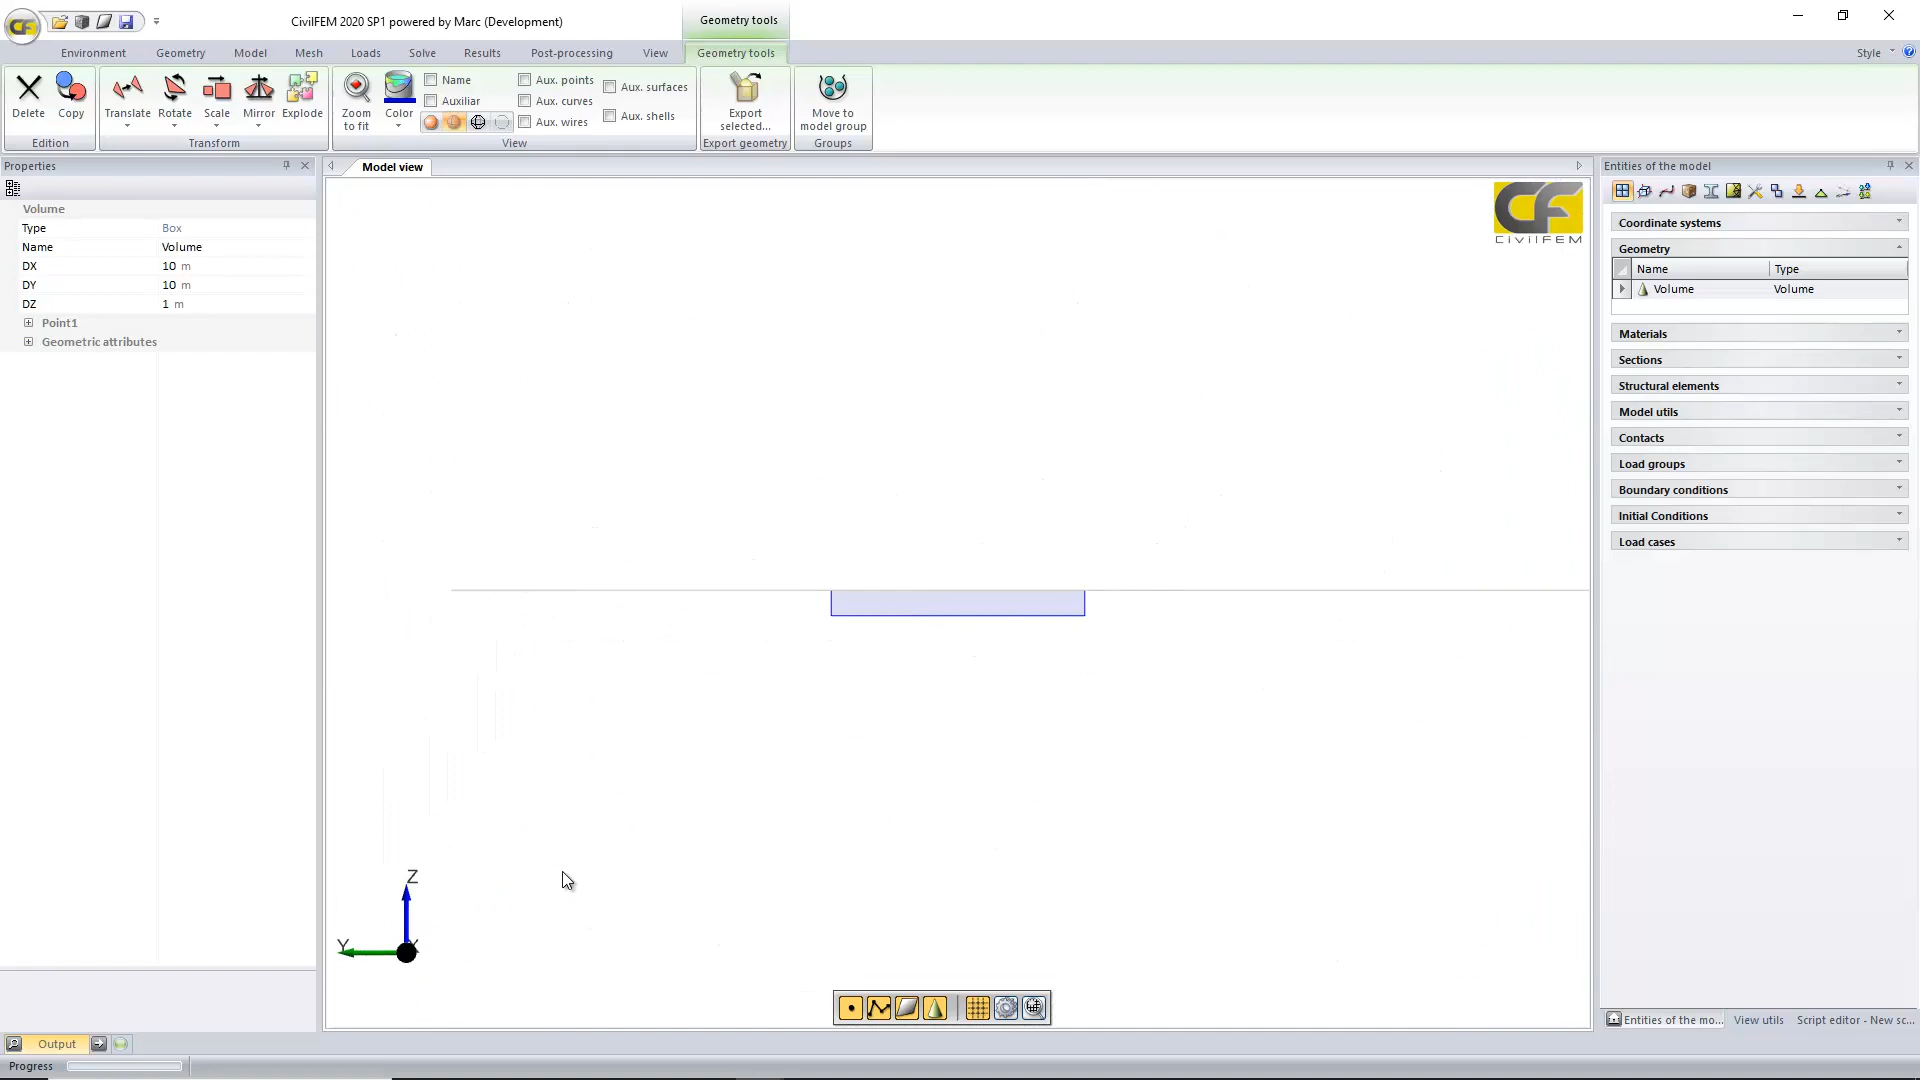 CivilFEM 2020 SP1 powered by Marc (Development)
Geometry tools
Environment
Geometry
Model
Mesh
Loads
Solve
Results
Post-processing
View
Geometry tools
Style
Delete
Copy
Edition
Translate
Rotate
Scale
Mirror
Explode
Transform
Zoom
to fit
Color
Name
Auxiliar
Aux. points
Aux. curves
Aux. wires
Aux. surfaces
Aux. shells
View
Export
selected...
Export geometry
Move to
model group
Groups
Properties
Volume
Type Box
Name Volume
DX 10 m
DY 10 m
DZ 1 m
Point1
Geometric attributes
Model view
CF
CIVILFEM
Z
Y
Entities of the model
Coordinate systems
Geometry
Name Type
Volume Volume
Materials
Sections
Structural elements
Model utils
Contacts
Load groups
Boundary conditions
Initial Conditions
Load cases
Entities of the mo...
View utils
Script editor - New sc...
Output
Progress